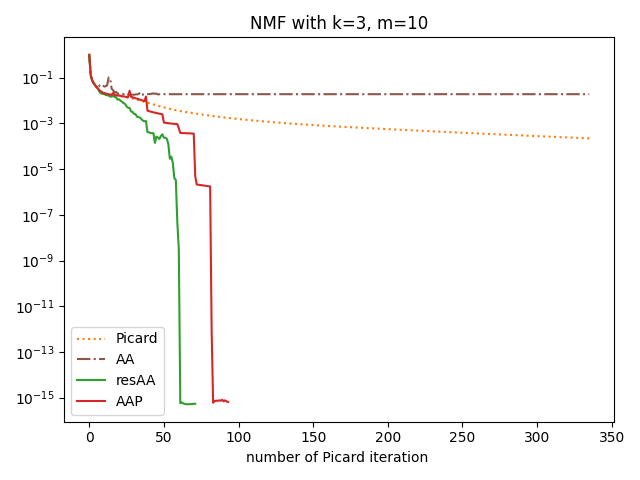 NMF with k=3, m=10
10⁻¹
10⁻³
10⁻⁵
10⁻⁷
10⁻⁹
10⁻¹¹
10⁻¹³
10⁻¹⁵
Picard
AA
resAA
AAP
0 50 100 150 200 250 300 350
number of Picard iteration